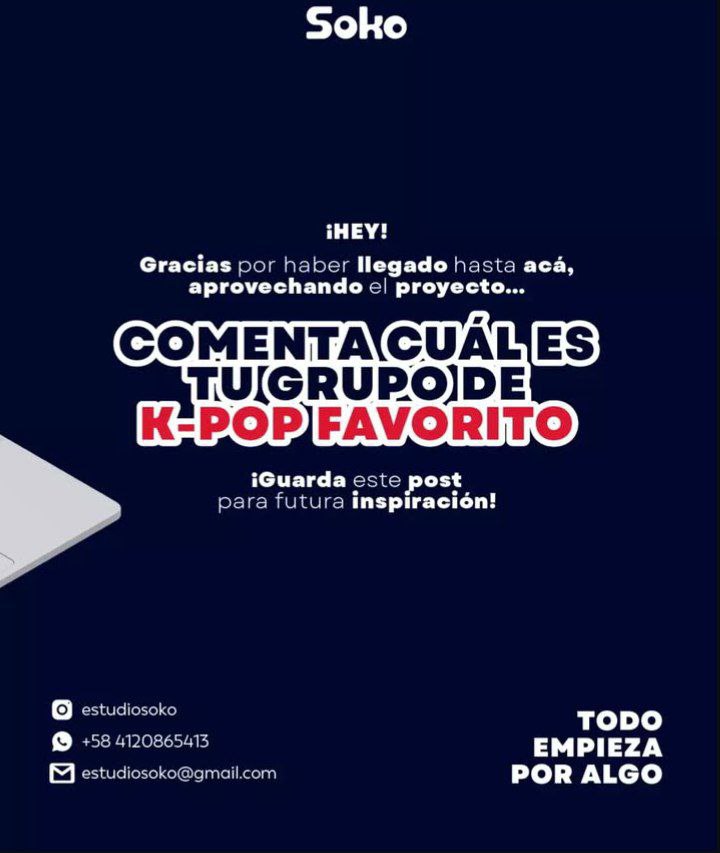 Soko
¡HEY!
Gracias por haber llegado hasta acá,
aprovechando el proyecto...
COMENTA CUÁL ES
TU GRUPO DE
K-POP FAVORITO
¡Guarda este post
para futura inspiración!
estudiosoko
+58 4120865413
estudiosoko@gmail.com
TODO
EMPIEZA
POR ALGO